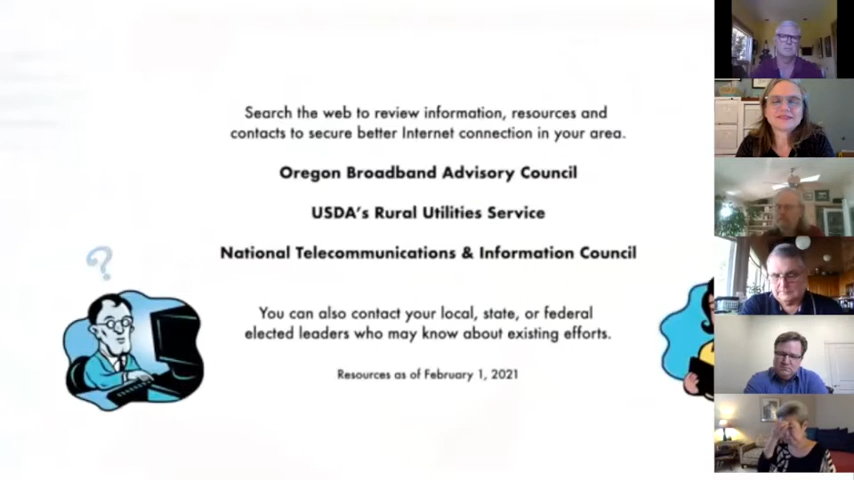 Search the web to review information, resources and
contacts to secure better Internet connection in your area.
Oregon Broadband Advisory Council
USDA's Rural Utilities Service
National Telecommunications & Information Council
?
You can also contact your local, state, or federal
elected leaders who may know about existing efforts.
Resources as of February 1, 2021